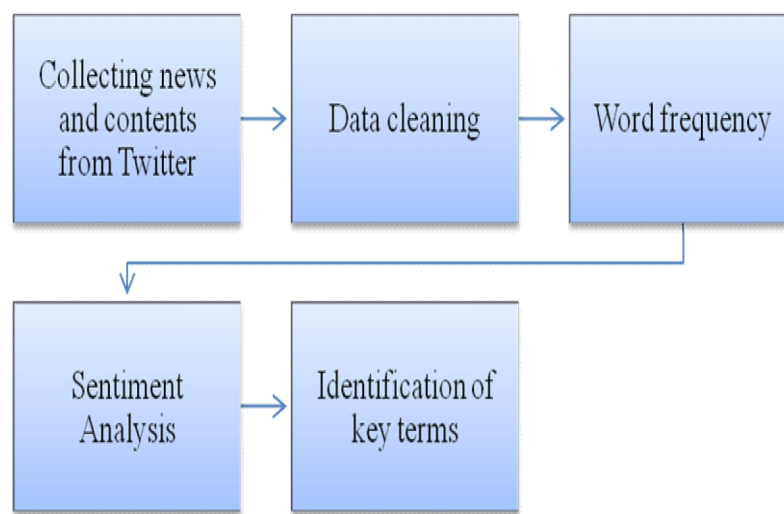 Collecting news
and contents
from Twitter
Data cleaning
Word frequency
Sentiment
Analysis
Identification of
key terms